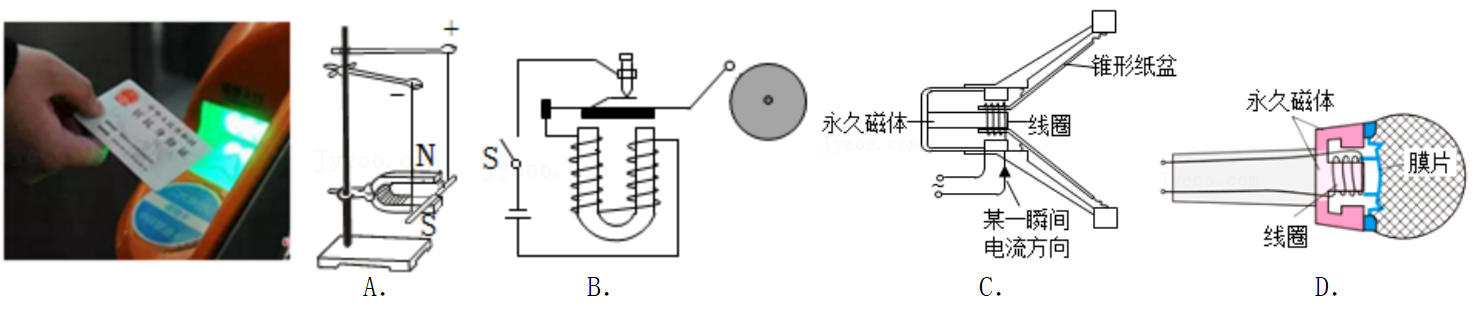 +
−
N
S
A.
S
B.
锥形纸盆
永久磁体
线圈
~
某一瞬间
电流方向
C.
永久磁体
膜片
线圈
D.